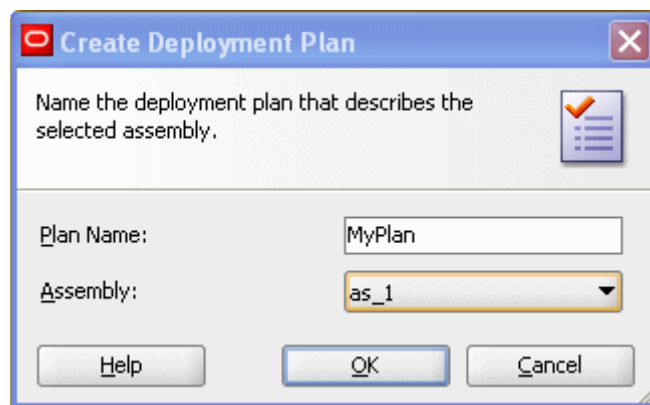 Create Deployment Plan
Name the deployment plan that describes the
selected assembly.
Plan Name:
MyPlan
Assembly:
as_1
Help
OK
Cancel